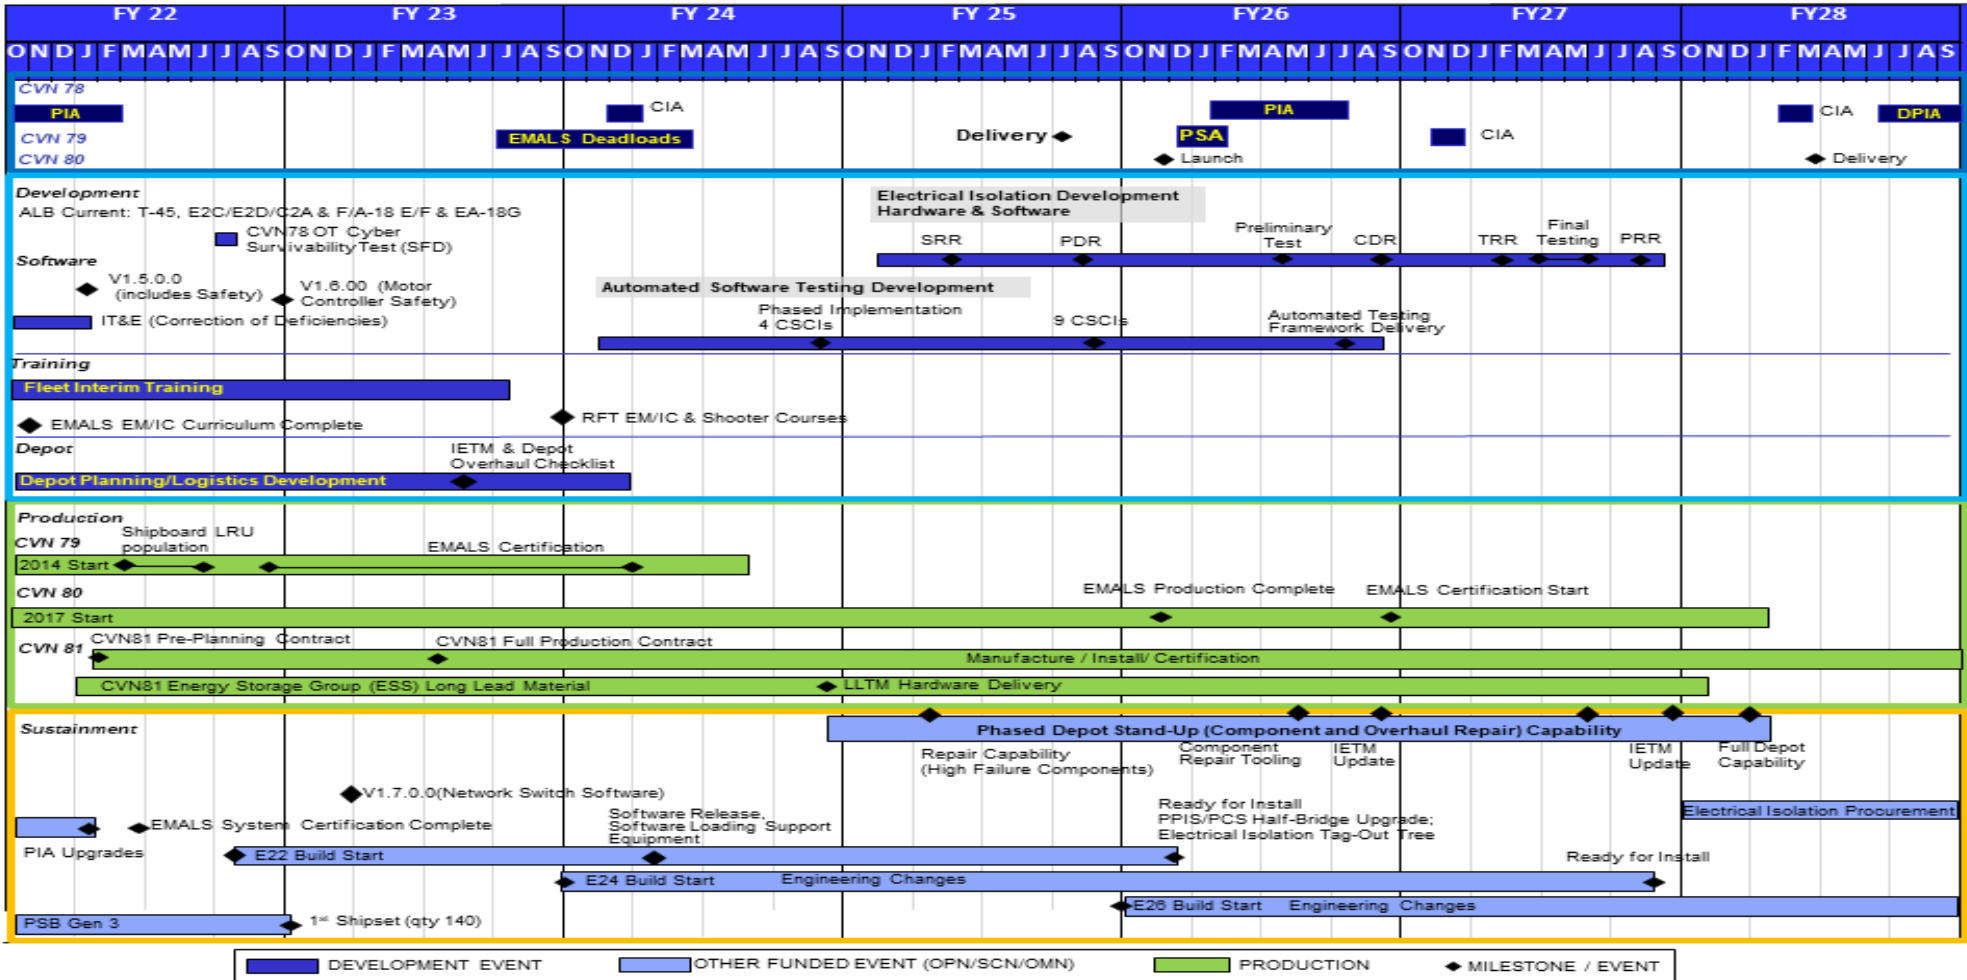 FY 22 FY 23 FY 24 FY 25 FY26 FY27 FY28
O N D J F M A M J J A S O N D J F M A M J J A S O N D J F M A M J J A S O N D J F M A M J J A S O N D J F M A M J J A S O N D J F M A M J J A S O N D J F M A M J J A S
CVN 78
PIA
CIA
PIA
CIA
DPIA
CVN 79
EMALS Deadloads
Delivery
PSA
CIA
CVN 80
Launch
Delivery
Development
ALB Current: T-45, E2C/E2D/C2A & F/A-18 E/F & EA-18G
CVN78 OT Cyber
Survivability Test (SFD)
Electrical Isolation Development
Hardware & Software
SRR
PDR
Preliminary
Test
CDR
TRR
Final
Testing
PRR
Software
V1.5.0.0
(includes Safety)
V1.6.00 (Motor
Controller Safety)
IT&E (Correction of Deficiencies)
Automated Software Testing Development
Phased Implementation
4 CSCIs
9 CSCIs
Automated Testing
Framework Delivery
Training
Fleet Interim Training
EMALS EM/IC Curriculum Complete
RFT EM/IC & Shooter Courses
Depot
IETM & Depot
Overhaul Checklist
Depot Planning/Logistics Development
Production
CVN 79
Shipboard LRU
population
EMALS Certification
2014 Start
CVN 80
EMALS Production Complete
EMALS Certification Start
2017 Start
CVN 81
CVN81 Pre-Planning Contract
CVN81 Full Production Contract
Manufacture / Install/ Certification
CVN81 Energy Storage Group (ESS) Long Lead Material
LLTM Hardware Delivery
Sustainment
Phased Depot Stand-Up (Component and Overhaul Repair) Capability
Repair Capability
(High Failure Components)
Component
Repair Tooling
IETM
Update
IETM
Update
Full Depot
Capability
V1.7.0.0(Network Switch Software)
EMALS System Certification Complete
Software Release,
Software Loading Support
Equipment
Ready for Install
PPIS/PCS Half-Bridge Upgrade;
Electrical Isolation Tag-Out Tree
Electrical Isolation Procurement
PIA Upgrades
E22 Build Start
Ready for Install
E24 Build Start
Engineering Changes
E26 Build Start
Engineering Changes
PSB Gen 3
1st Shipset (qty 140)
DEVELOPMENT EVENT
OTHER FUNDED EVENT (OPN/SCN/OMN)
PRODUCTION
MILESTONE / EVENT